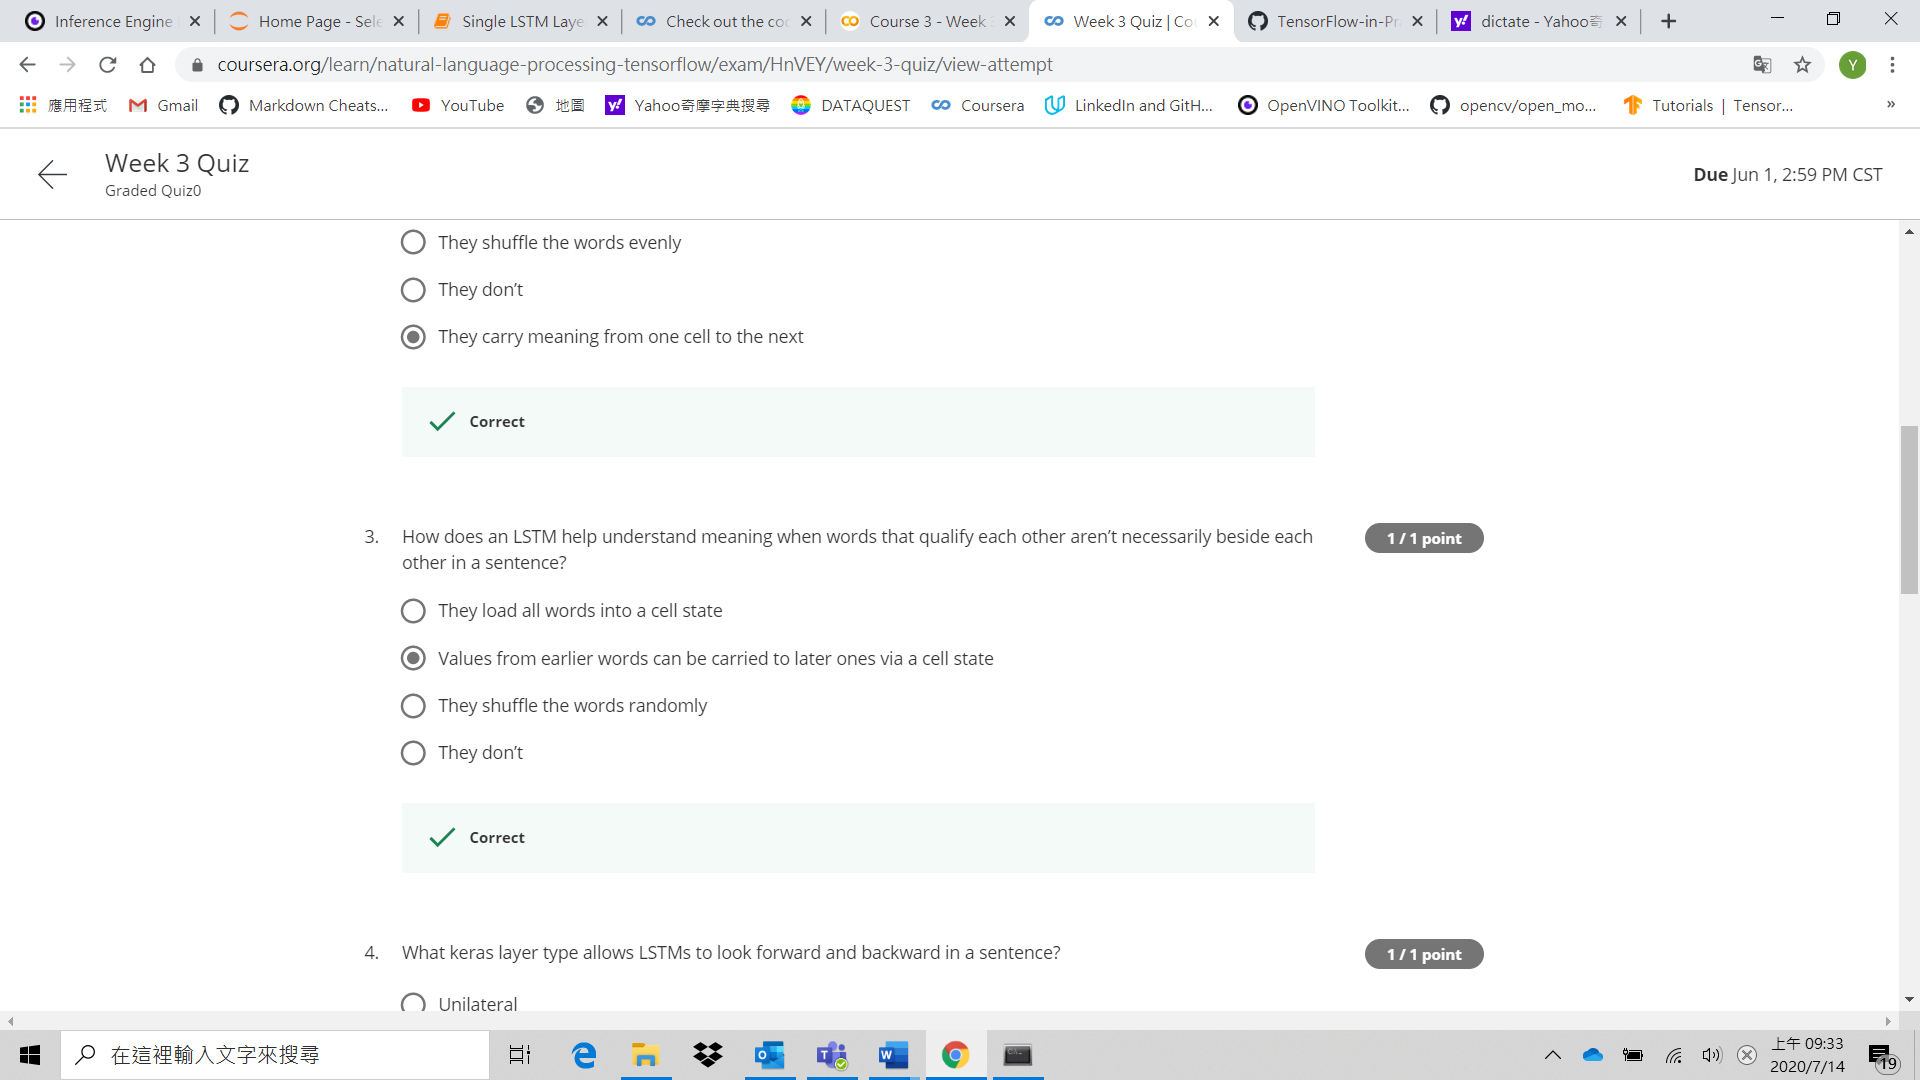 Inference Engine
Home Page - Sele
Single LSTM Laye
Check out the coc
Course 3 - Week
Week 3 Quiz | Co
TensorFlow-in-Pr
dictate - Yahoo奇
coursera.org/learn/natural-language-processing-tensorflow/exam/HnVEY/week-3-quiz/view-attempt
Y
應用程式
Gmail
Markdown Cheats...
YouTube
地圖
Yahoo奇摩字典搜尋
DATAQUEST
Coursera
LinkedIn and GitH...
OpenVINO Toolkit...
opencv/open_mo...
Tutorials | Tensor...
»
Week 3 Quiz
Graded Quiz0
Due Jun 1, 2:59 PM CST
They shuffle the words evenly
They don't
They carry meaning from one cell to the next
Correct
3. How does an LSTM help understand meaning when words that qualify each other aren't necessarily beside each
other in a sentence?
1 / 1 point
They load all words into a cell state
Values from earlier words can be carried to later ones via a cell state
They shuffle the words randomly
They don't
Correct
4. What keras layer type allows LSTMs to look forward and backward in a sentence?
1 / 1 point
Unilateral
在這裡輸入文字來搜尋
上午 09:33
2020/7/14
19